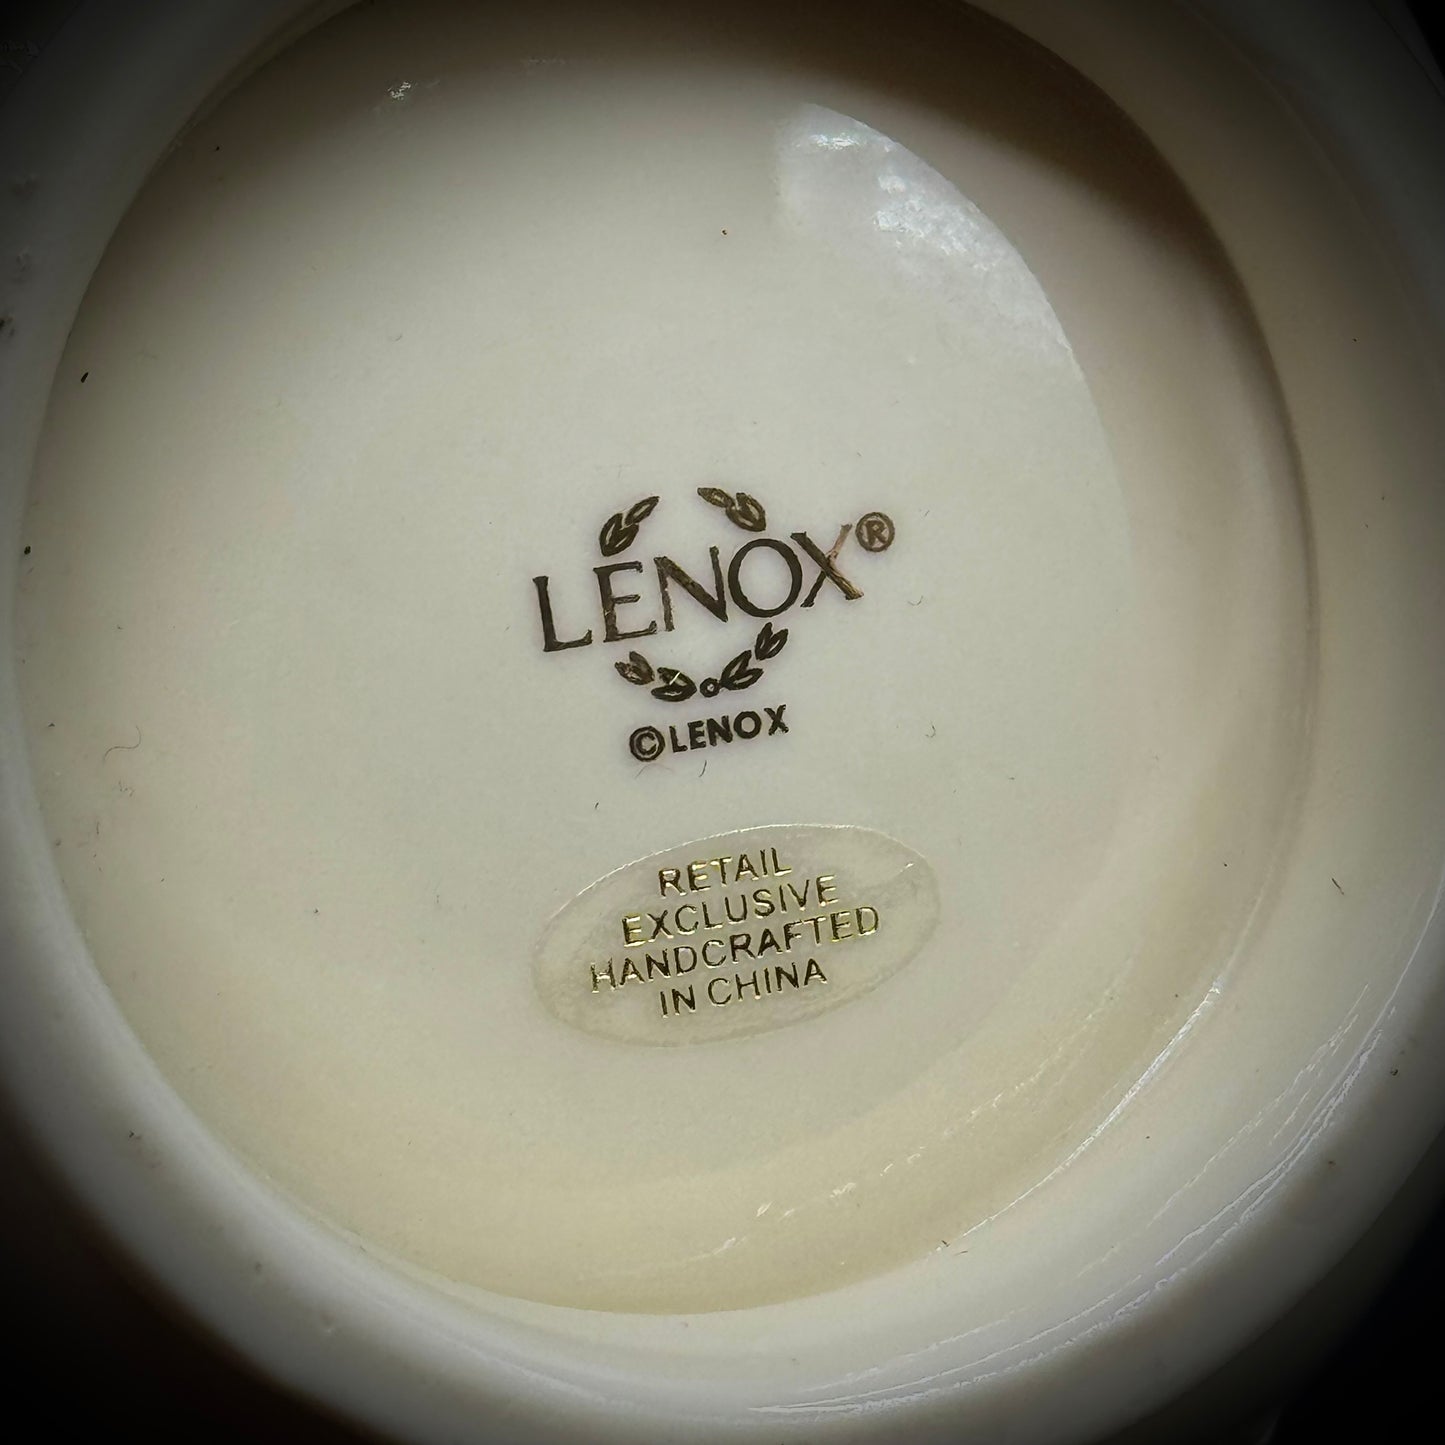 LENOX®
©LENOX
RETAIL
EXCLUSIVE
HANDCRAFTED
IN CHINA